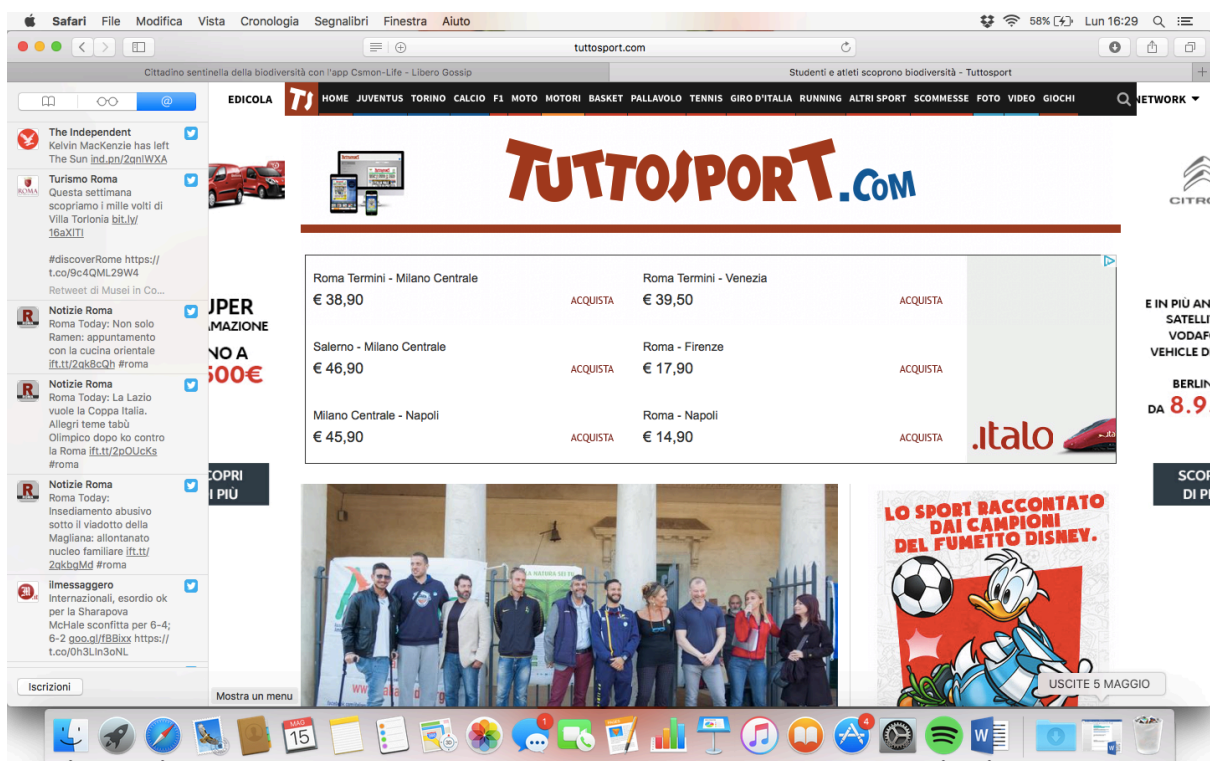 Safari File Modifica Vista Cronologia Segnalibri Finestra Aiuto 58% Lun 16:29
tuttosport.com
Cittadino sentinella della biodiversità con l'app Csmon-Life - Libero Gossip
Studenti e atleti scoprono biodiversità - Tuttosport
EDICOLA TS HOME JUVENTUS TORINO CALCIO F1 MOTO MOTORI BASKET PALLAVOLO TENNIS GIRO D'ITALIA RUNNING ALTRI SPORT SCOMMESSE FOTO VIDEO GIOCHI NETWORK
The Independent
Kelvin MacKenzie has left
The Sun ind.pn/2qnlWXA
Turismo Roma
Questa settimana
scopriamo i mille volti di
Villa Torlonia bit.ly/
16aXITI
#discoverRome https://
t.co/9c4QML29W4
Retweet di Musei in Co...
Notizie Roma
Roma Today: Non solo
Ramen: appuntamento
con la cucina orientale
ift.tt/2qk8cQh #roma
Notizie Roma
Roma Today: La Lazio
vuole la Coppa Italia.
Allegri teme tabù
Olimpico dopo ko contro
la Roma ift.tt/2pOUcKs
#roma
Notizie Roma
Roma Today:
Insediamento abusivo
sotto il viadotto della
Magliana: allontanato
nucleo familiare ift.tt/
2qkbgMd #roma
ilmessaggero
Internazionali, esordio ok
per la Sharapova
McHale sconfitta per 6-4;
6-2 goo.gl/fBBixx https://
t.co/0h3Lin3oNL
Iscrizioni
ROMA
TUTTOSPORT.COM
UPER
AMAZIONE
NO A
500€
COPRI
I PIÙ
Roma Termini - Milano Centrale
€ 38,90 ACQUISTA
Roma Termini - Venezia
€ 39,50 ACQUISTA
Salerno - Milano Centrale
€ 46,90 ACQUISTA
Roma - Firenze
€ 17,90 ACQUISTA
Milano Centrale - Napoli
€ 45,90 ACQUISTA
Roma - Napoli
€ 14,90 ACQUISTA
.italo
CITRO
E IN PIÙ AN
SATELLI
VODAF
VEHICLE D
BERLIN
DA 8.9
SCOP
DI PI
NATURA SEI
LO SPORT RACCONTATO
DAI CAMPIONI
DEL FUMETTO DISNEY.
Mostra un menu
USCITE 5 MAGGIO
MAG
15
1
4